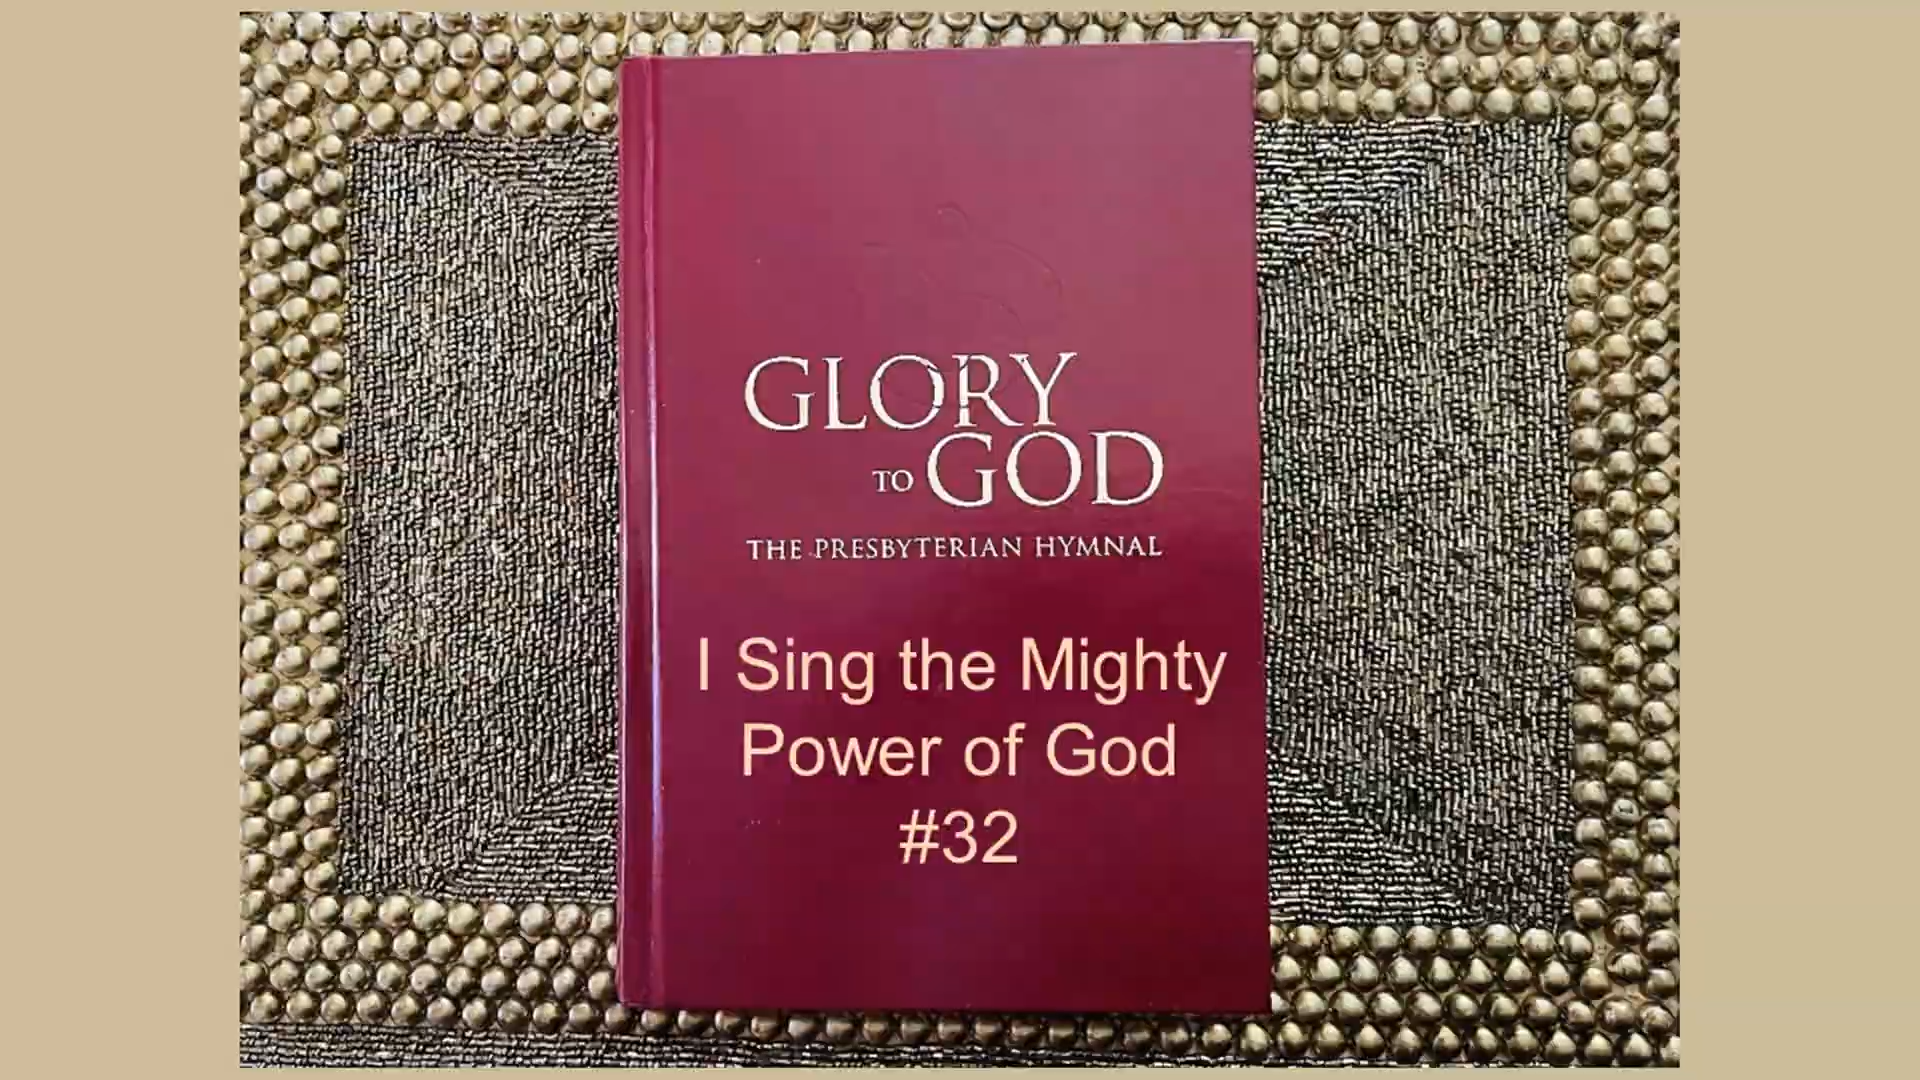 GLORY
TO GOD
THE PRESBYTERIAN HYMNAL
I Sing the Mighty
Power of God
#32